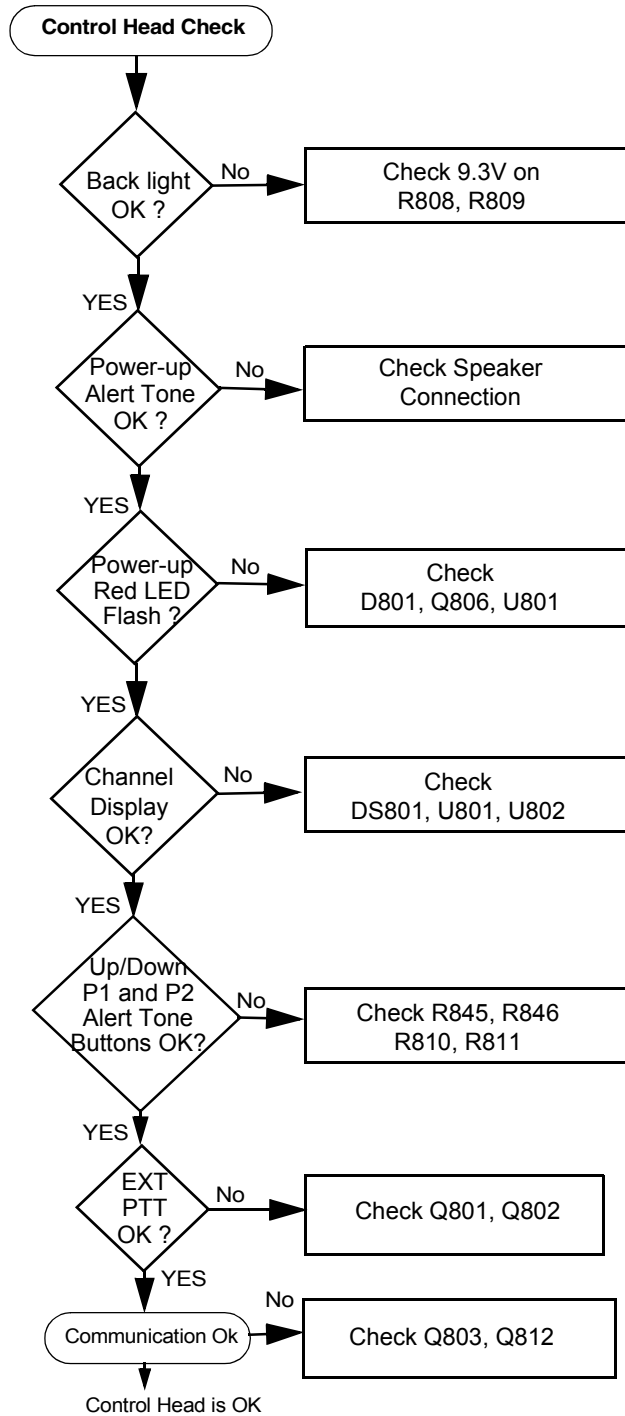 Control Head Check
Back light
OK ?
No
Check 9.3V on
R808, R809
YES
Power-up
Alert Tone
OK ?
No
Check Speaker
Connection
YES
Power-up
Red LED
Flash ?
No
Check
D801, Q806, U801
YES
Channel
Display
OK?
No
Check
DS801, U801, U802
YES
Up/Down
P1 and P2
Alert Tone
Buttons OK?
No
Check R845, R846
R810, R811
YES
EXT
PTT
OK ?
No
Check Q801, Q802
YES
Communication Ok
No
Check Q803, Q812
Control Head is OK